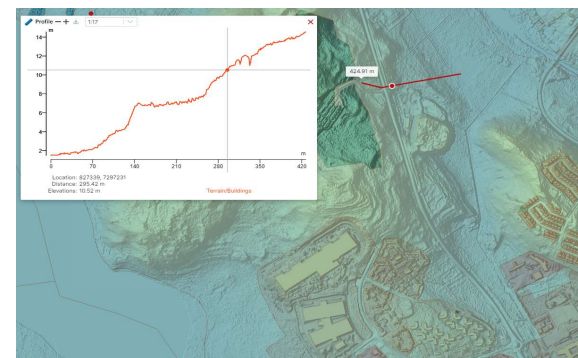 Profile 1:17
m
14
12
10
8
6
4
2
0 70 140 210 280 350 420
m
Location: 827339, 7297231
Distance: 295.42 m
Elevations: 10.52 m
Terrain/Buildings
424.91 m